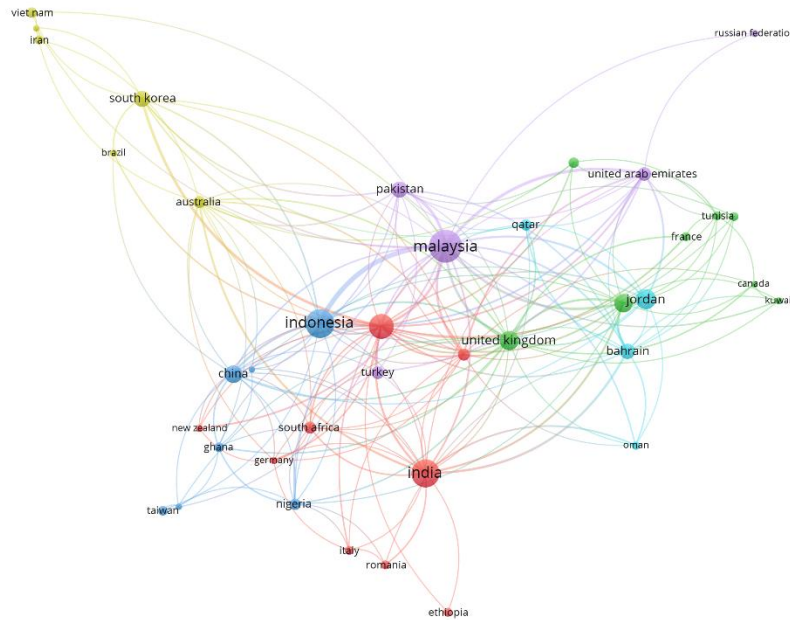 viet nam
iran
russian federatio
south korea
brazil
pakistan
united arab emirates
australia
tunisia
qatar
malaysia
france
canada
jordan
kuwai
indonesia
united kingdom
bahrain
china
turkey
new zealand
south africa
ghana
germany
oman
india
taiwan
nigeria
italy
romania
ethiopia